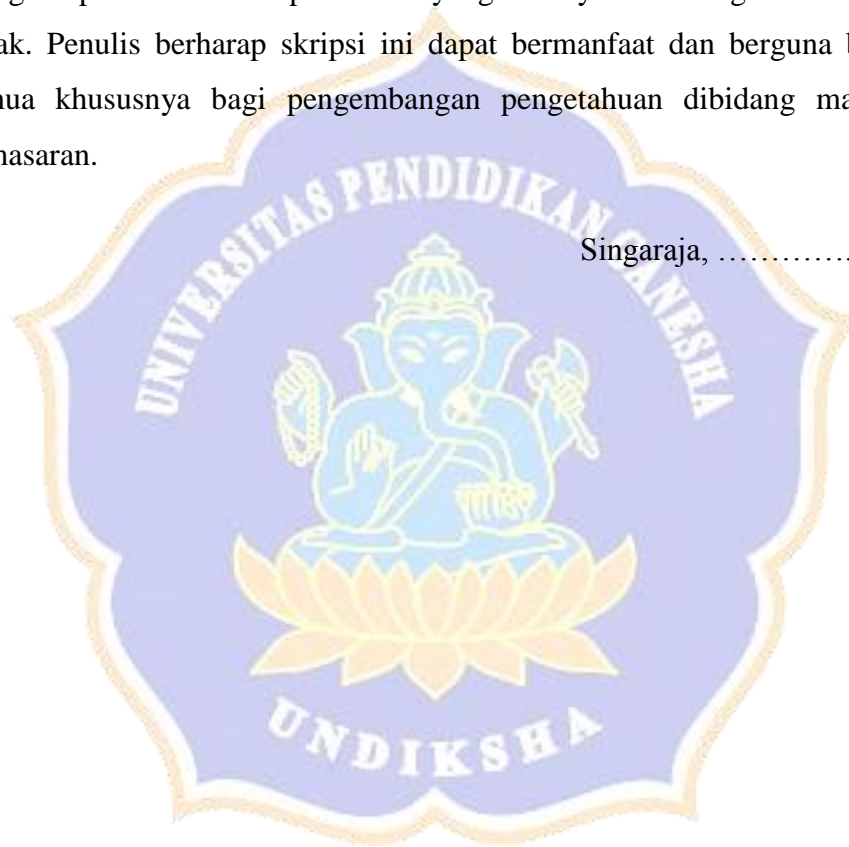 ak. Penulis berharap skripsi ini dapat bermanfaat dan berguna
ua khususnya bagi pengembangan pengetahuan dibidang
asaran.
Singaraja, ..............
UNIVERSITAS PENDIDIKAN GANESHA
UNDIKSHA